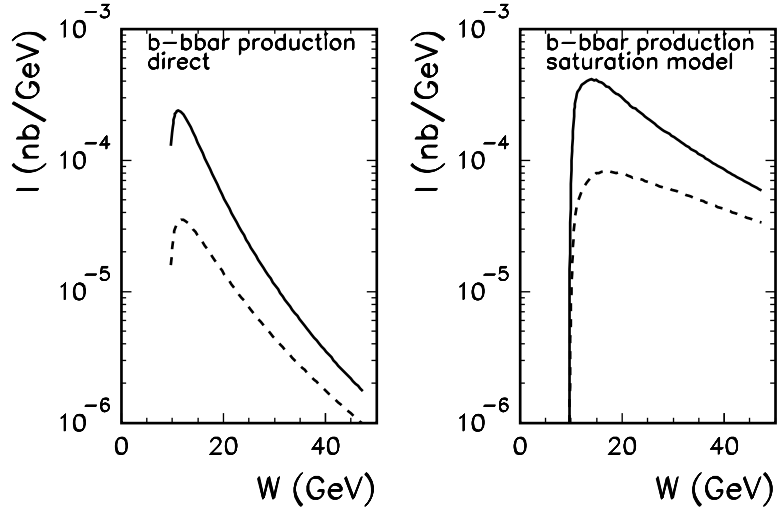 b-bbar production
direct
I (nb/GeV)
10⁻³
10⁻⁴
10⁻⁵
10⁻⁶
0 20 40
W (GeV)
b-bbar production
saturation model
I (nb/GeV)
10⁻³
10⁻⁴
10⁻⁵
10⁻⁶
0 20 40
W (GeV)